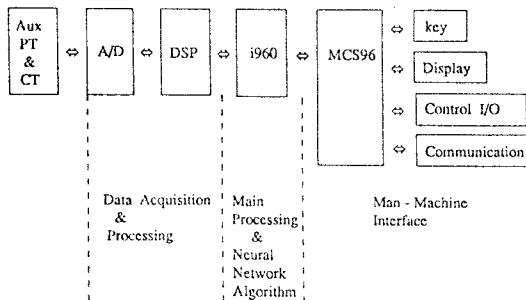 Aux
PT
&
CT
A/D
DSP
i960
MCS96
key
Display
Control I/O
Communication
Data Acquisition
&
Processing
Main
Processing
&
Neural
Network
Algorithm
Man - Machine
Interface